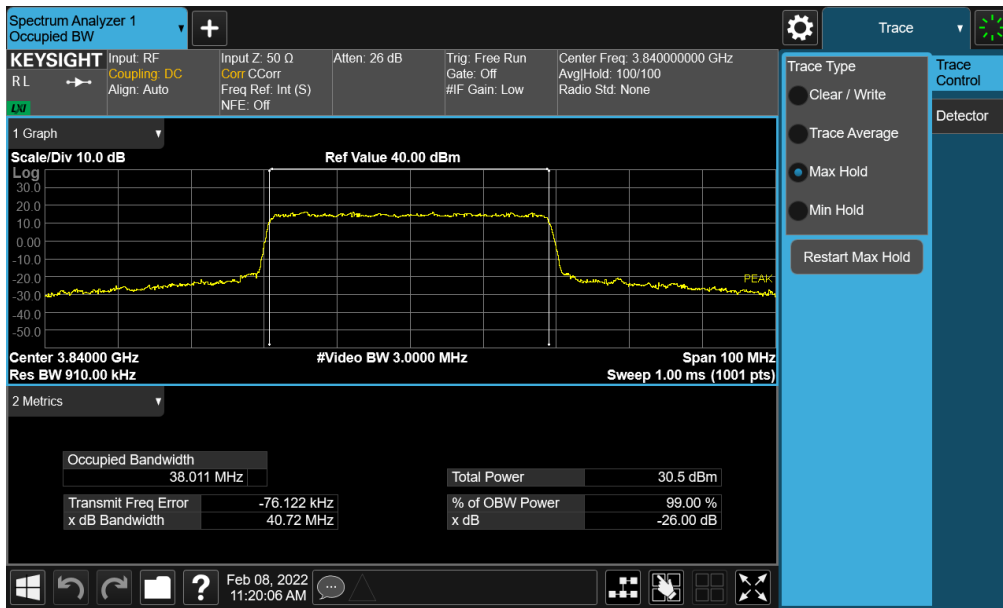 Spectrum Analyzer 1
Occupied BW
+
Trace
KEYSIGHT
R L
LXI
Input: RF
Coupling: DC
Align: Auto
Input Z: 50 Ω
Corr CCorr
Freq Ref: Int (S)
NFE: Off
Atten: 26 dB
Trig: Free Run
Gate: Off
#IF Gain: Low
Center Freq: 3.840000000 GHz
Avg|Hold: 100/100
Radio Std: None
Trace Type
Clear / Write
Trace Average
Max Hold
Min Hold
Restart Max Hold
Trace
Control
Detector
1 Graph
Scale/Div 10.0 dB
Ref Value 40.00 dBm
Log
30.0
20.0
10.0
0.00
-10.0
-20.0
-30.0
-40.0
-50.0
PEAK
Center 3.84000 GHz
#Video BW 3.0000 MHz
Span 100 MHz
Res BW 910.00 kHz
Sweep 1.00 ms (1001 pts)
2 Metrics
Occupied Bandwidth
38.011 MHz
Total Power 30.5 dBm
Transmit Freq Error -76.122 kHz
% of OBW Power 99.00 %
x dB Bandwidth 40.72 MHz
x dB -26.00 dB
?
Feb 08, 2022
11:20:06 AM